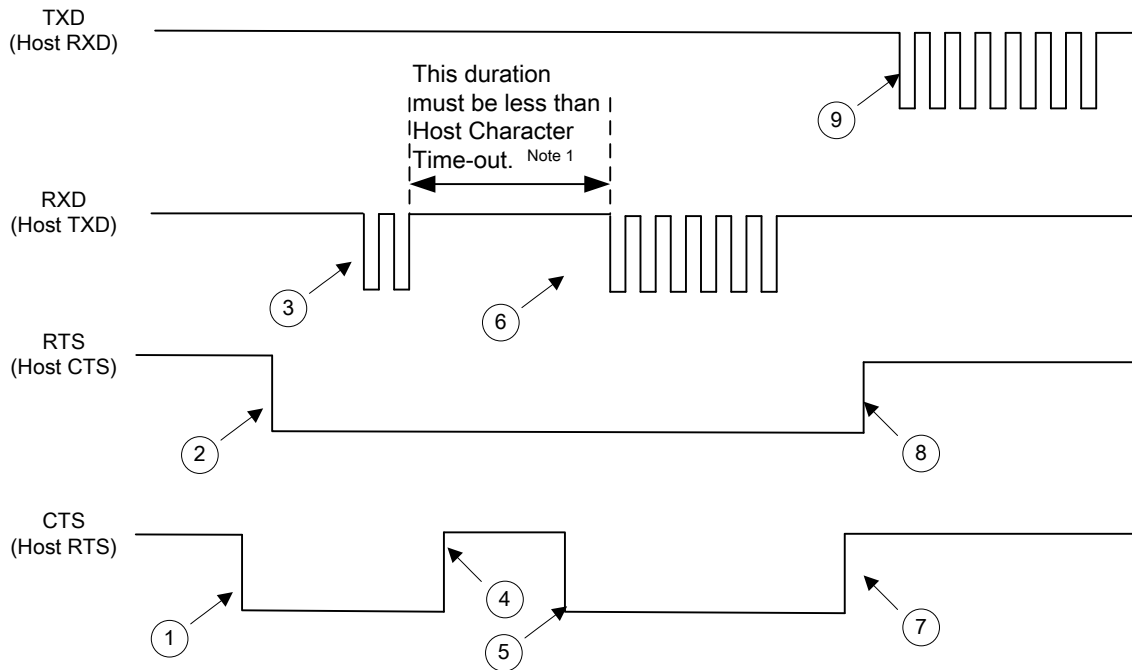 TXD
(Host RXD)
This duration
must be less than
Host Character
Time-out. Note 1
9
RXD
(Host TXD)
3
6
RTS
(Host CTS)
2
8
CTS
(Host RTS)
4
1
5
7